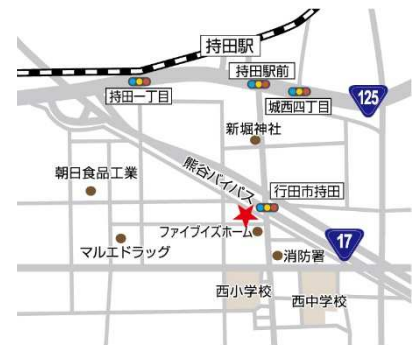 持田駅
持田一丁目
持田駅前
城西四丁目
125
新堀神社
熊谷バイパス
朝日食品工業
行田市持田
ファイブイズホーム
マルエドラッグ
消防署
17
西小学校
西中学校